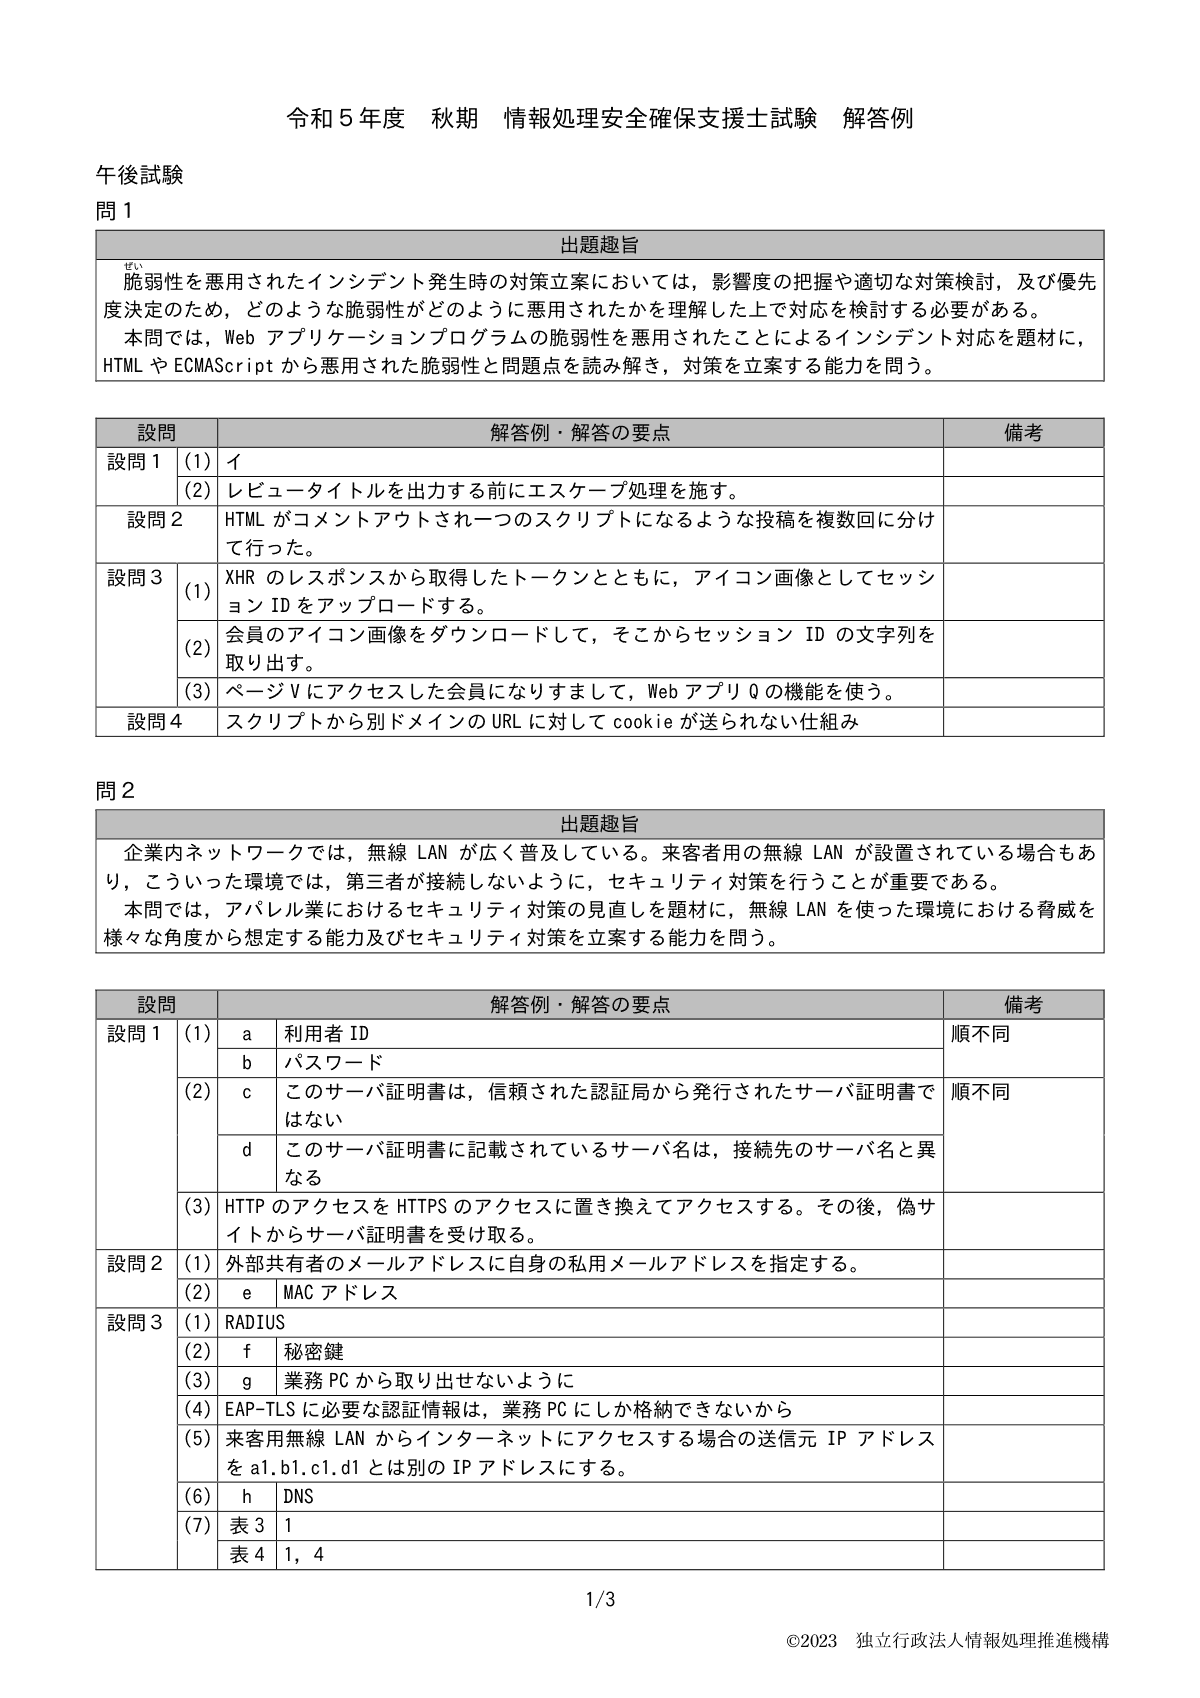 令和５年度　秋期　情報処理安全確保支援士試験　解答例
午後試験
問１
出題趣旨
ぜい
脆弱性を悪用されたインシデント発生時の対策立案においては，影響度の把握や適切な対策検討，及び優先
度決定のため，どのような脆弱性がどのように悪用されたかを理解した上で対応を検討する必要がある。
本問では，Web アプリケーションプログラムの脆弱性を悪用されたことによるインシデント対応を題材に，
HTML や ECMAScript から悪用された脆弱性と問題点を読み解き，対策を立案する能力を問う。
設問 解答例・解答の要点 備考
設問１ (1) イ
(2) レビュータイトルを出力する前にエスケープ処理を施す。
設問２ HTML がコメントアウトされ一つのスクリプトになるような投稿を複数回に分け
て行った。
設問３ (1) XHR のレスポンスから取得したトークンとともに，アイコン画像としてセッシ
ョン ID をアップロードする。
(2) 会員のアイコン画像をダウンロードして，そこからセッション ID の文字列を
取り出す。
(3) ページ V にアクセスした会員になりすまして，Web アプリ Q の機能を使う。
設問４ スクリプトから別ドメインの URL に対して cookie が送られない仕組み
問２
出題趣旨
企業内ネットワークでは，無線 LAN が広く普及している。来客者用の無線 LAN が設置されている場合もあ
り，こういった環境では，第三者が接続しないように，セキュリティ対策を行うことが重要である。
本問では，アパレル業におけるセキュリティ対策の見直しを題材に，無線 LAN を使った環境における脅威を
様々な角度から想定する能力及びセキュリティ対策を立案する能力を問う。
設問 解答例・解答の要点 備考
設問１ (1) a 利用者 ID 順不同
b パスワード
(2) c このサーバ証明書は，信頼された認証局から発行されたサーバ証明書で 順不同
はない
d このサーバ証明書に記載されているサーバ名は，接続先のサーバ名と異
なる
(3) HTTP のアクセスを HTTPS のアクセスに置き換えてアクセスする。その後，偽サ
イトからサーバ証明書を受け取る。
設問２ (1) 外部共有者のメールアドレスに自身の私用メールアドレスを指定する。
(2) e MAC アドレス
設問３ (1) RADIUS
(2) f 秘密鍵
(3) g 業務 PC から取り出せないように
(4) EAP-TLS に必要な認証情報は，業務 PC にしか格納できないから
(5) 来客用無線 LAN からインターネットにアクセスする場合の送信元 IP アドレス
を a1.b1.c1.d1 とは別の IP アドレスにする。
(6) h DNS
(7) 表３ 1
表４ 1，4
1/3
©2023　独立行政法人情報処理推進機構